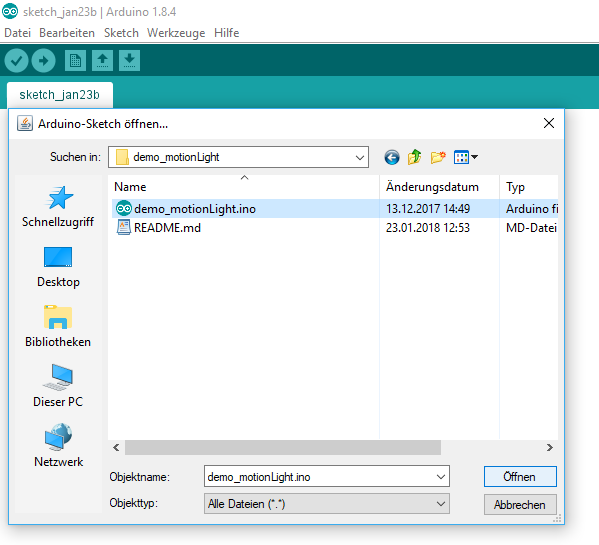 sketch_jan23b | Arduino 1.8.4
Datei Bearbeiten Sketch Werkzeuge Hilfe
sketch_jan23b
Arduino-Sketch öffnen...
Suchen in: demo_motionLight
Name Änderungsdatum Typ
demo_motionLight.ino 13.12.2017 14:49 Arduino fi
README.md 23.01.2018 12:53 MD-Datei
Schnellzugriff
Desktop
Bibliotheken
Dieser PC
Netzwerk
Objektname: demo_motionLight.ino Öffnen
Objekttyp: Alle Dateien (*.*) Abbrechen